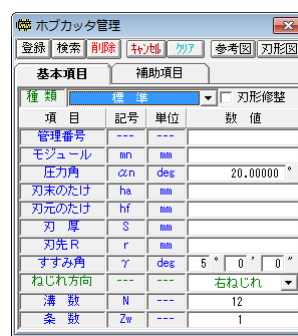 ホブカッタ管理
登録 検索 削除 ｷｬﾝｾﾙ ｸﾘｱ 参考図 刃形図
基本項目 補助項目
種 類 標 準 刃形修整
項 目 記号 単位 数 値
管理番号 --- ---
モジュール mn mm
圧力角 αn deg 20.00000 °
刃末のたけ ha mm
刃元のたけ hf mm
刃 厚 S mm
刃先R r mm
すすみ角 γ deg 5 ° 0 ' 0 "
ねじれ方向 --- --- 右ねじれ
溝 数 N --- 12
条 数 Zw --- 1